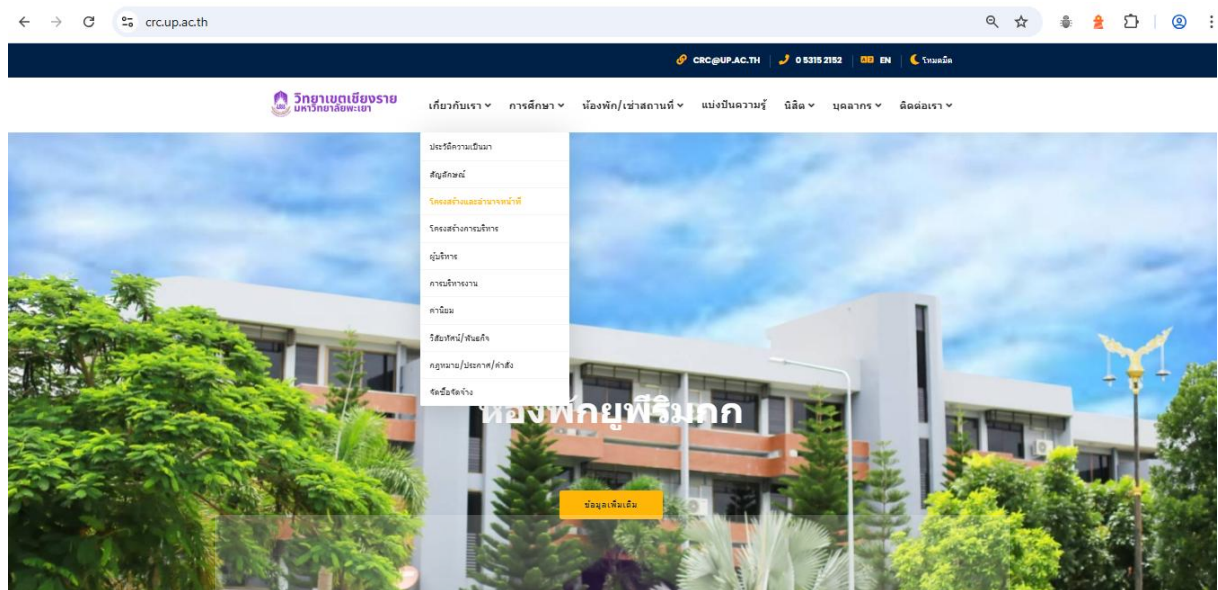 crc.up.ac.th
CRC@UP.AC.TH 0 5315 2152 EN โหมดมืด
วิทยาเขตเชียงราย
มหาวิทยาลัยพะเยา
เกี่ยวกับเรา การศึกษา ห้องพัก/เช่าสถานที่ แบ่งปันความรู้ นิสิต บุคลากร ติดต่อเรา
ประวัติความเป็นมา
สัญลักษณ์
โครงสร้างและอำนาจหน้าที่
โครงสร้างการบริหาร
ผู้บริหาร
การบริหารงาน
ค่านิยม
วิสัยทัศน์/พันธกิจ
กฎหมาย/ประกาศ/คำสั่ง
จัดซื้อจัดจ้าง
ห้องพักยูพีริมกก
ข้อมูลเพิ่มเติม